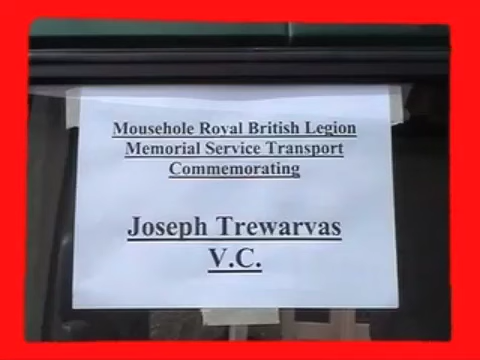 Mousehole Royal British Legion
Memorial Service Transport
Commemorating
Joseph Trewarvas
V.C.